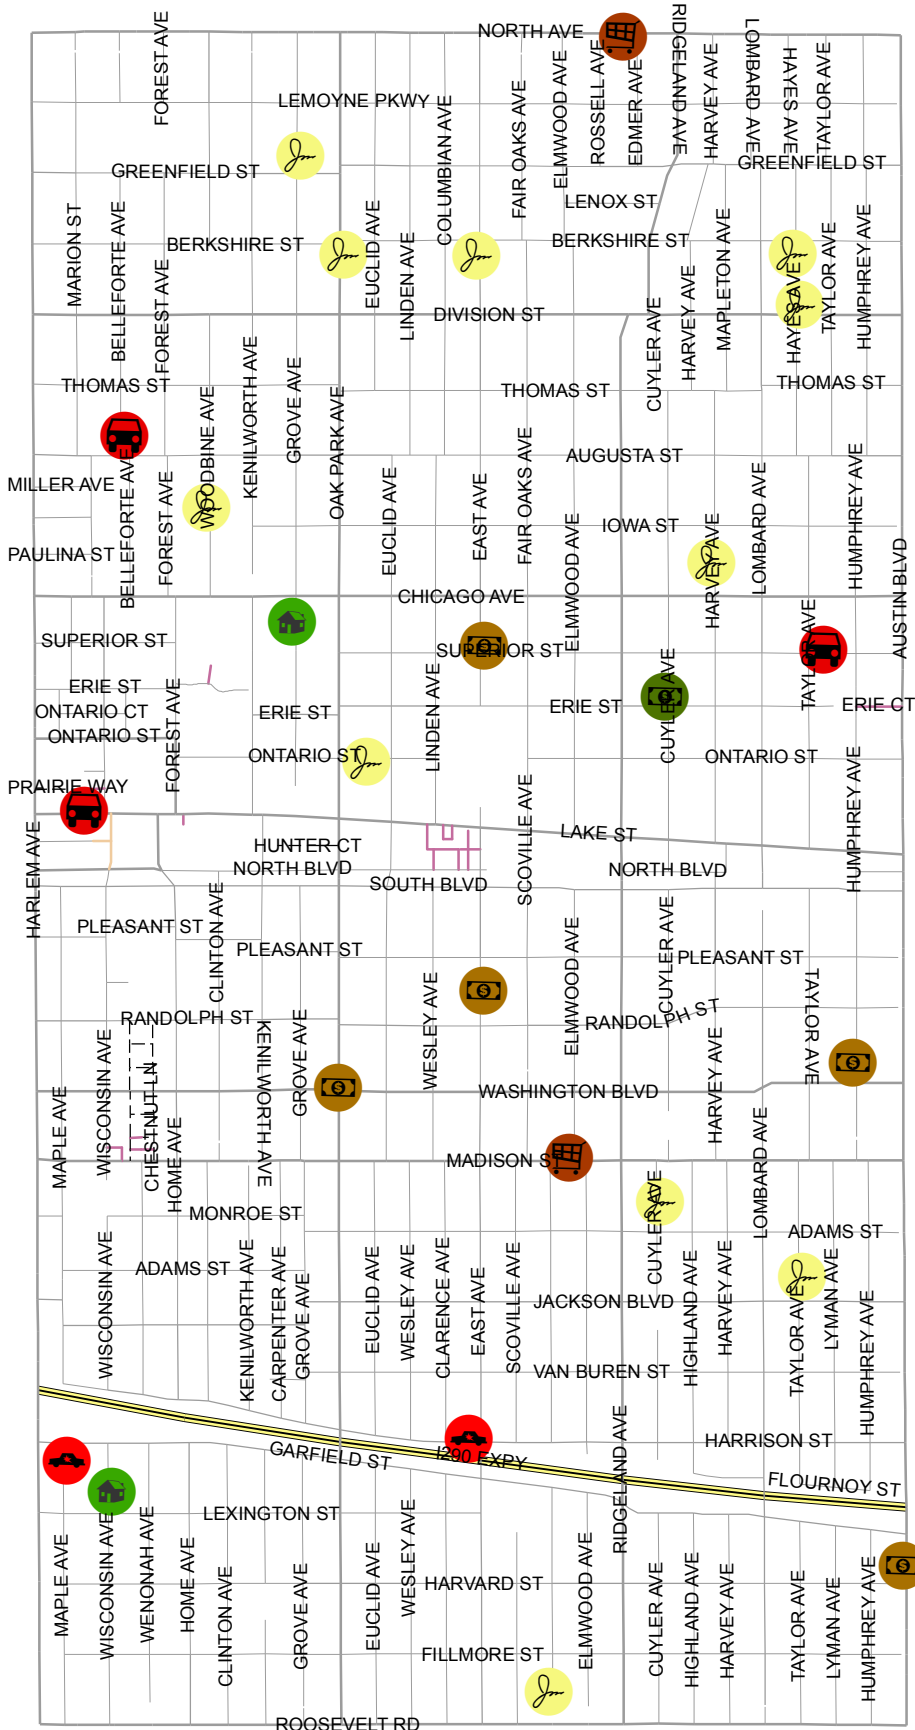 NORTH AVE
FOREST AVE
RIDGELAND AVE
LOMBARD AVE
HARVEY AVE
HAYES AVE
TAYLOR AVE
ROSSELL AVE
EDMER AVE
ELMWOOD AVE
FAIR OAKS AVE
COLUMBIAN AVE
LEMOYNE PKWY
GREENFIELD ST
GREENFIELD ST
LENOX ST
MARION ST
BELLEFORTE AVE
FOREST AVE
BERKSHIRE ST
EUCLID AVE
LINDEN AVE
BERKSHIRE ST
MAPLETON AVE
HARVEY AVE
CUYLER AVE
HAYES AVE
TAYLOR AVE
HUMPHREY AVE
DIVISION ST
THOMAS ST
THOMAS ST
THOMAS ST
WOODBINE AVE
KENILWORTH AVE
GROVE AVE
OAK PARK AVE
AUGUSTA ST
MILLER AVE
BELLEFORTE AVE
FOREST AVE
EUCLID AVE
EAST AVE
FAIR OAKS AVE
ELMWOOD AVE
IOWA ST
HARVEY AVE
LOMBARD AVE
HUMPHREY AVE
AUSTIN BLVD
PAULINA ST
CHICAGO AVE
SUPERIOR ST
SUPERIOR ST
TAYLOR AVE
CUYLER AVE
LINDEN AVE
ERIE ST
ERIE ST
ERIE ST
ERIE CT
ONTARIO CT
ONTARIO ST
FOREST AVE
ONTARIO ST
ONTARIO ST
PRAIRIE WAY
HARLEM AVE
SCOVILLE AVE
HUMPHREY AVE
LAKE ST
HUNTER CT
NORTH BLVD
NORTH BLVD
SOUTH BLVD
CLINTON AVE
PLEASANT ST
PLEASANT ST
PLEASANT ST
CUYLER AVE
ELMWOOD AVE
WESLEY AVE
TAYLOR AVE
RANDOLPH ST
RANDOLPH ST
MAPLE AVE
WISCONSIN AVE
CHESTNUT LN
HOME AVE
KENILWORTH AVE
GROVE AVE
WASHINGTON BLVD
HARVEY AVE
MADISON ST
LOMBARD AVE
CUYLER AVE
MONROE ST
ADAMS ST
ADAMS ST
WISCONSIN AVE
KENILWORTH AVE
CARPENTER AVE
GROVE AVE
EUCLID AVE
WESLEY AVE
CLARENCE AVE
EAST AVE
SCOVILLE AVE
JACKSON BLVD
HIGHLAND AVE
HARVEY AVE
TAYLOR AVE
LYMAN AVE
HUMPHREY AVE
VAN BUREN ST
RIDGELAND AVE
HARRISON ST
GARFIELD ST
I290 EXPY
FLOURNOY ST
LEXINGTON ST
MAPLE AVE
WISCONSIN AVE
WENONAH AVE
HOME AVE
CLINTON AVE
GROVE AVE
EUCLID AVE
WESLEY AVE
HARVARD ST
ELMWOOD AVE
CUYLER AVE
HIGHLAND AVE
HARVEY AVE
TAYLOR AVE
LYMAN AVE
HUMPHREY AVE
FILLMORE ST
ROOSEVELT RD